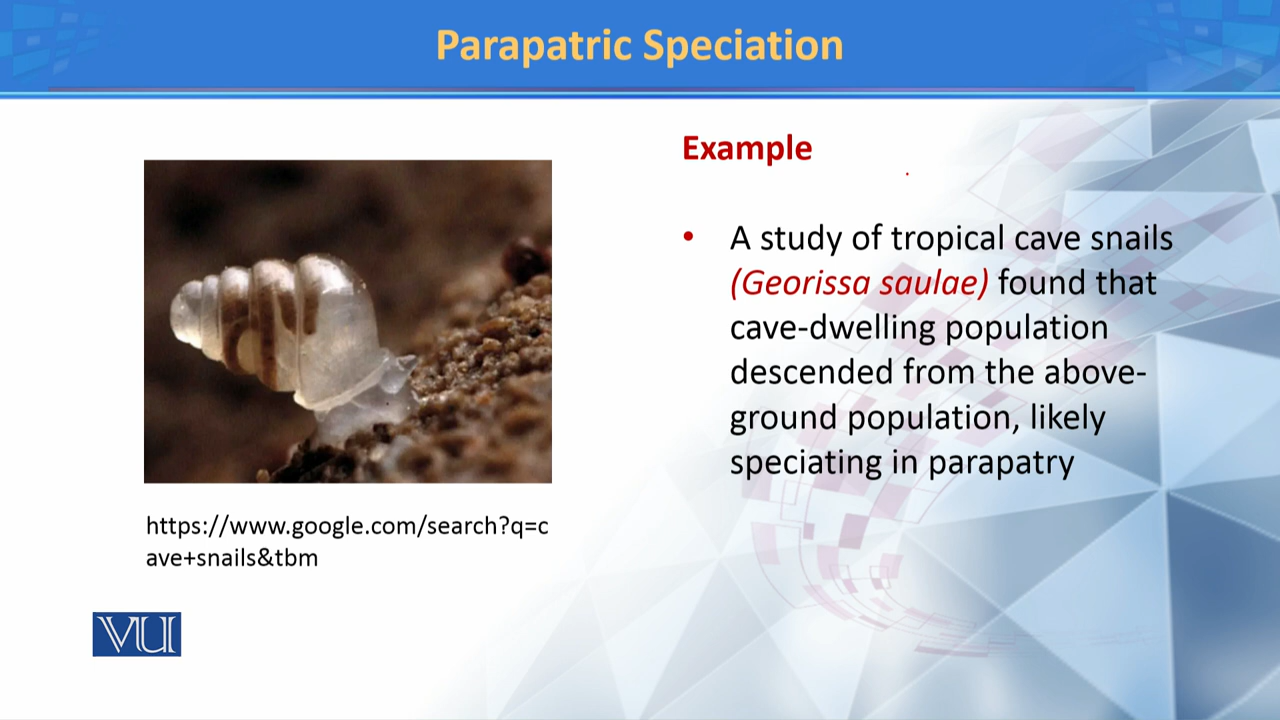 Parapatric Speciation
Example
• A study of tropical cave snails
(Georissa saulae) found that
cave-dwelling population
descended from the above-
ground population, likely
speciating in parapatry
https://www.google.com/search?q=c
ave+snails&tbm
VU